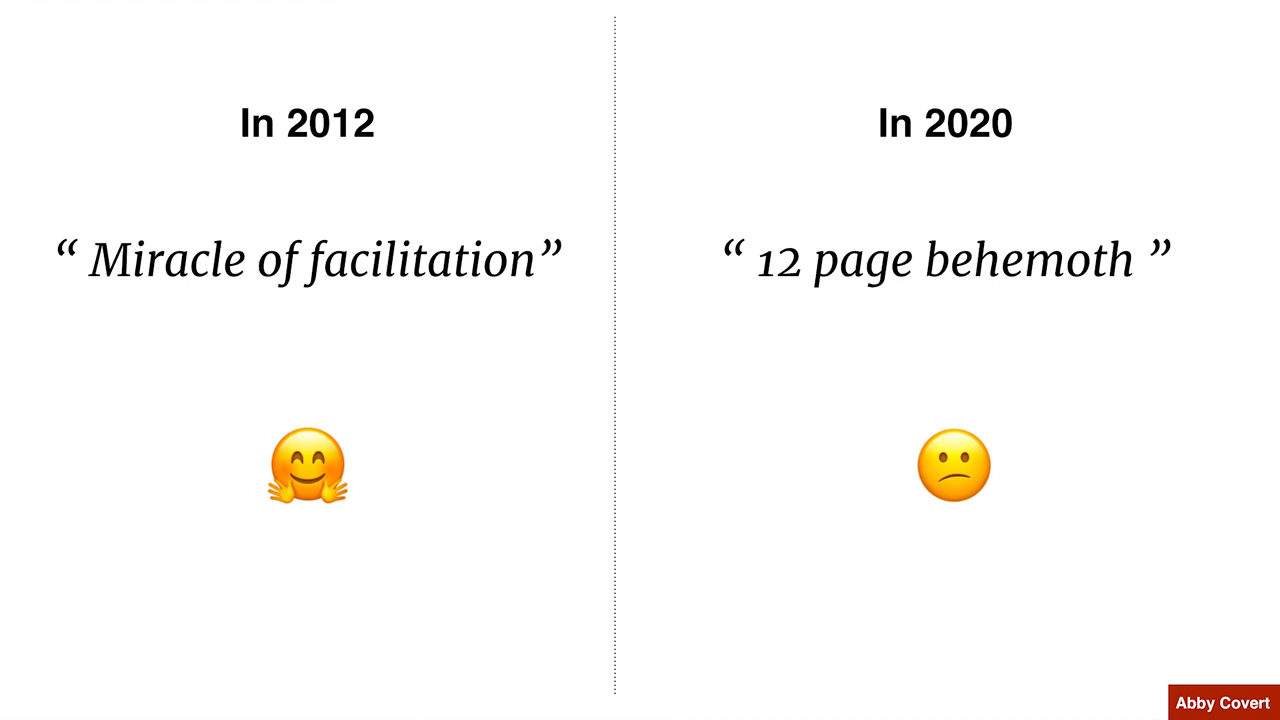 In 2012
“ Miracle of facilitation”
In 2020
“ 12 page behemoth ”
Abby Covert